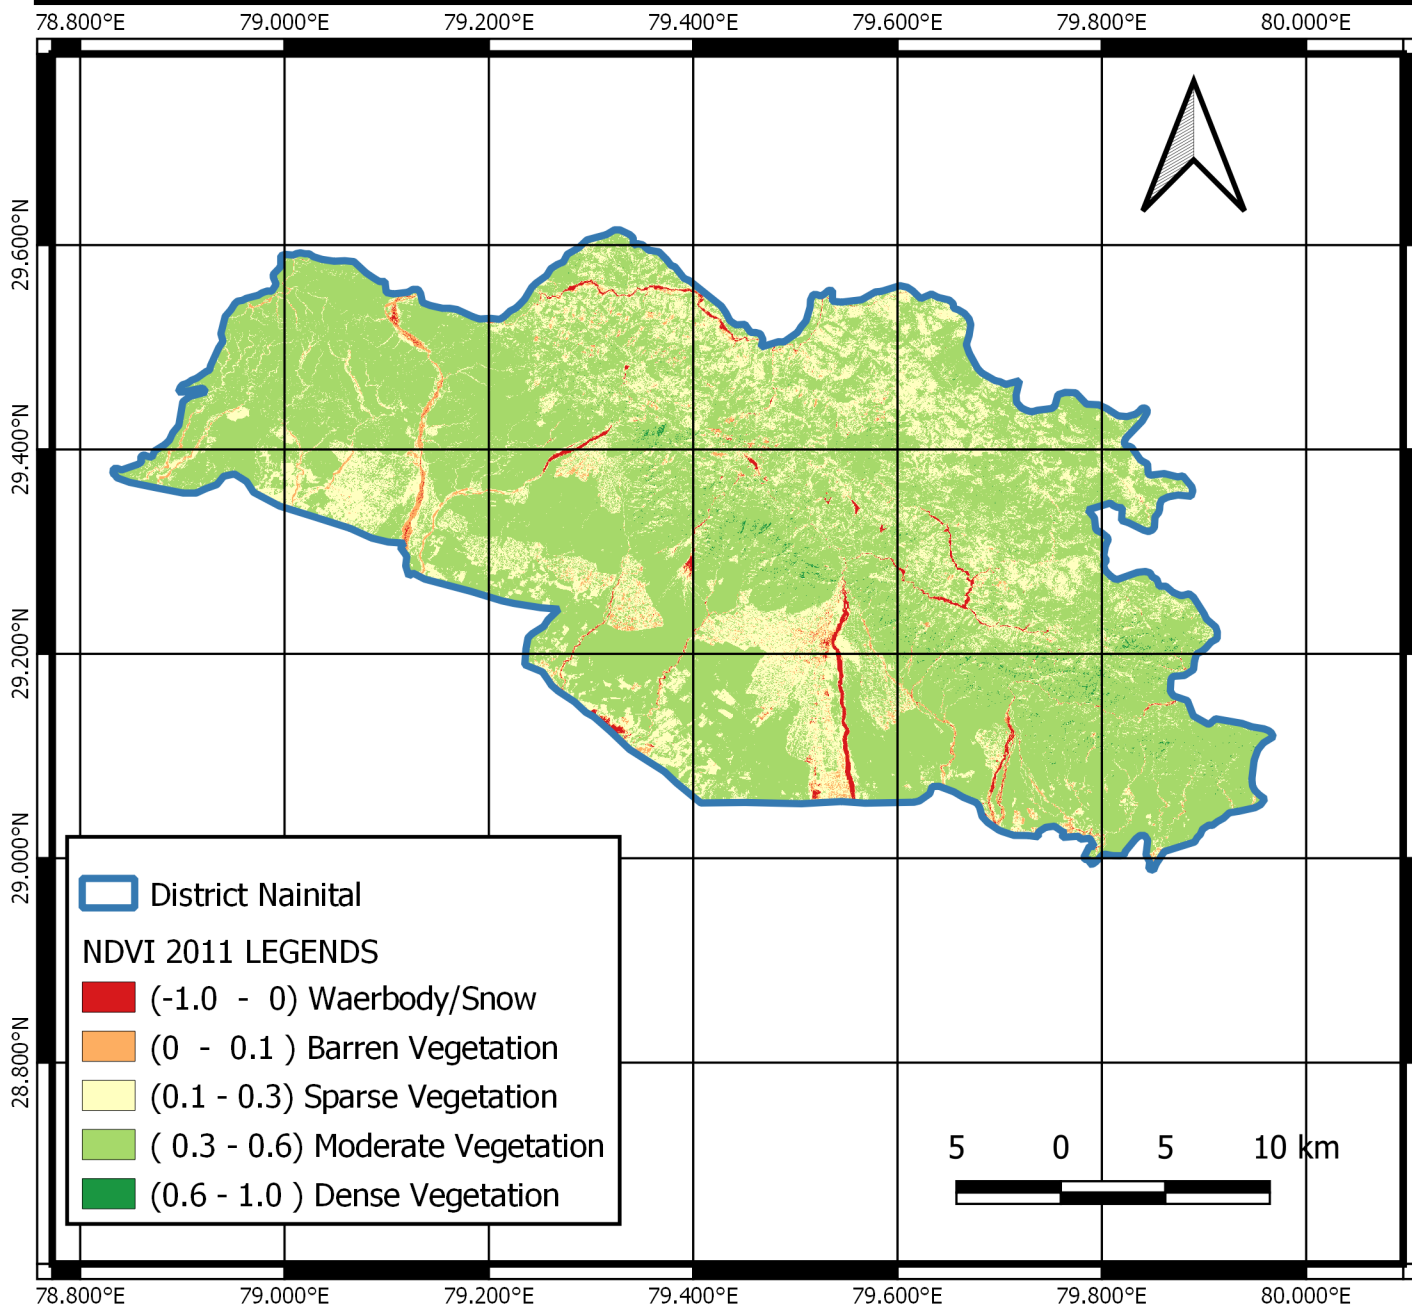 78.800°E 79.000°E 79.200°E 79.400°E 79.600°E 79.800°E 80.000°E
29.600°N
29.400°N
29.200°N
29.000°N
28.800°N
District Nainital
NDVI 2011 LEGENDS
(-1.0 - 0) Waerbody/Snow
(0 - 0.1 ) Barren Vegetation
(0.1 - 0.3) Sparse Vegetation
( 0.3 - 0.6) Moderate Vegetation
(0.6 - 1.0 ) Dense Vegetation
5 0 5 10 km
78.800°E 79.000°E 79.200°E 79.400°E 79.600°E 79.800°E 80.000°E